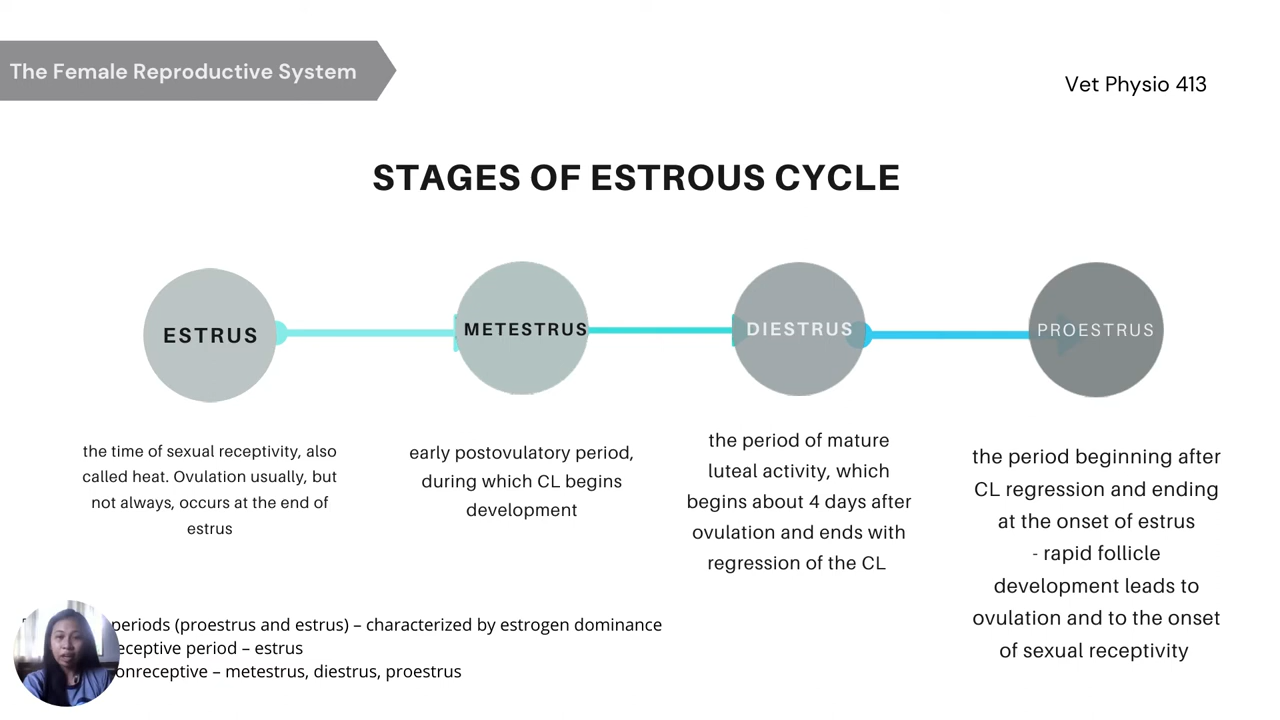 The Female Reproductive System
Vet Physio 413
STAGES OF ESTROUS CYCLE
ESTRUS
METESTRUS
DIESTRUS
PROESTRUS
the time of sexual receptivity, also
called heat. Ovulation usually, but
not always, occurs at the end of
estrus
early postovulatory period,
during which CL begins
development
the period of mature
luteal activity, which
begins about 4 days after
ovulation and ends with
regression of the CL
the period beginning after
CL regression and ending
at the onset of estrus
- rapid follicle
development leads to
ovulation and to the onset
of sexual receptivity
periods (proestrus and estrus) – characterized by estrogen dominance
period – estrus
– metestrus, diestrus, proestrus